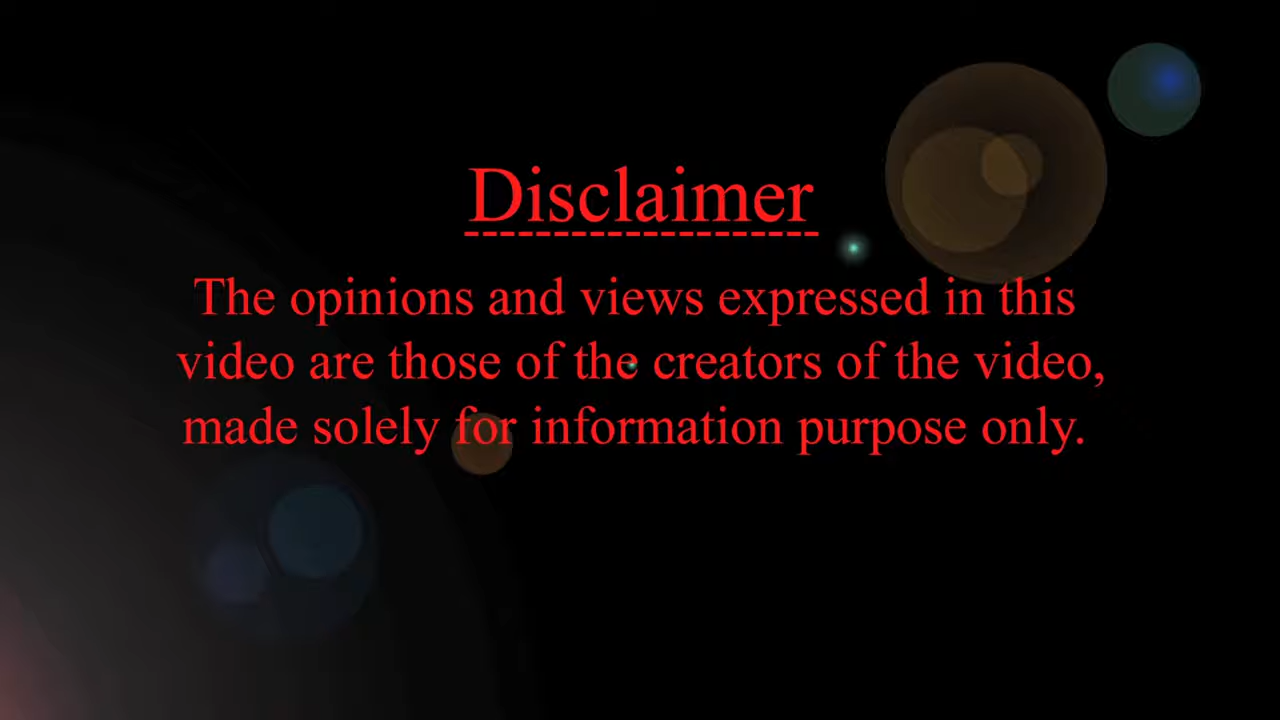 Disclaimer
The opinions and views expressed in this
video are those of the creators of the video,
made solely for information purpose only.